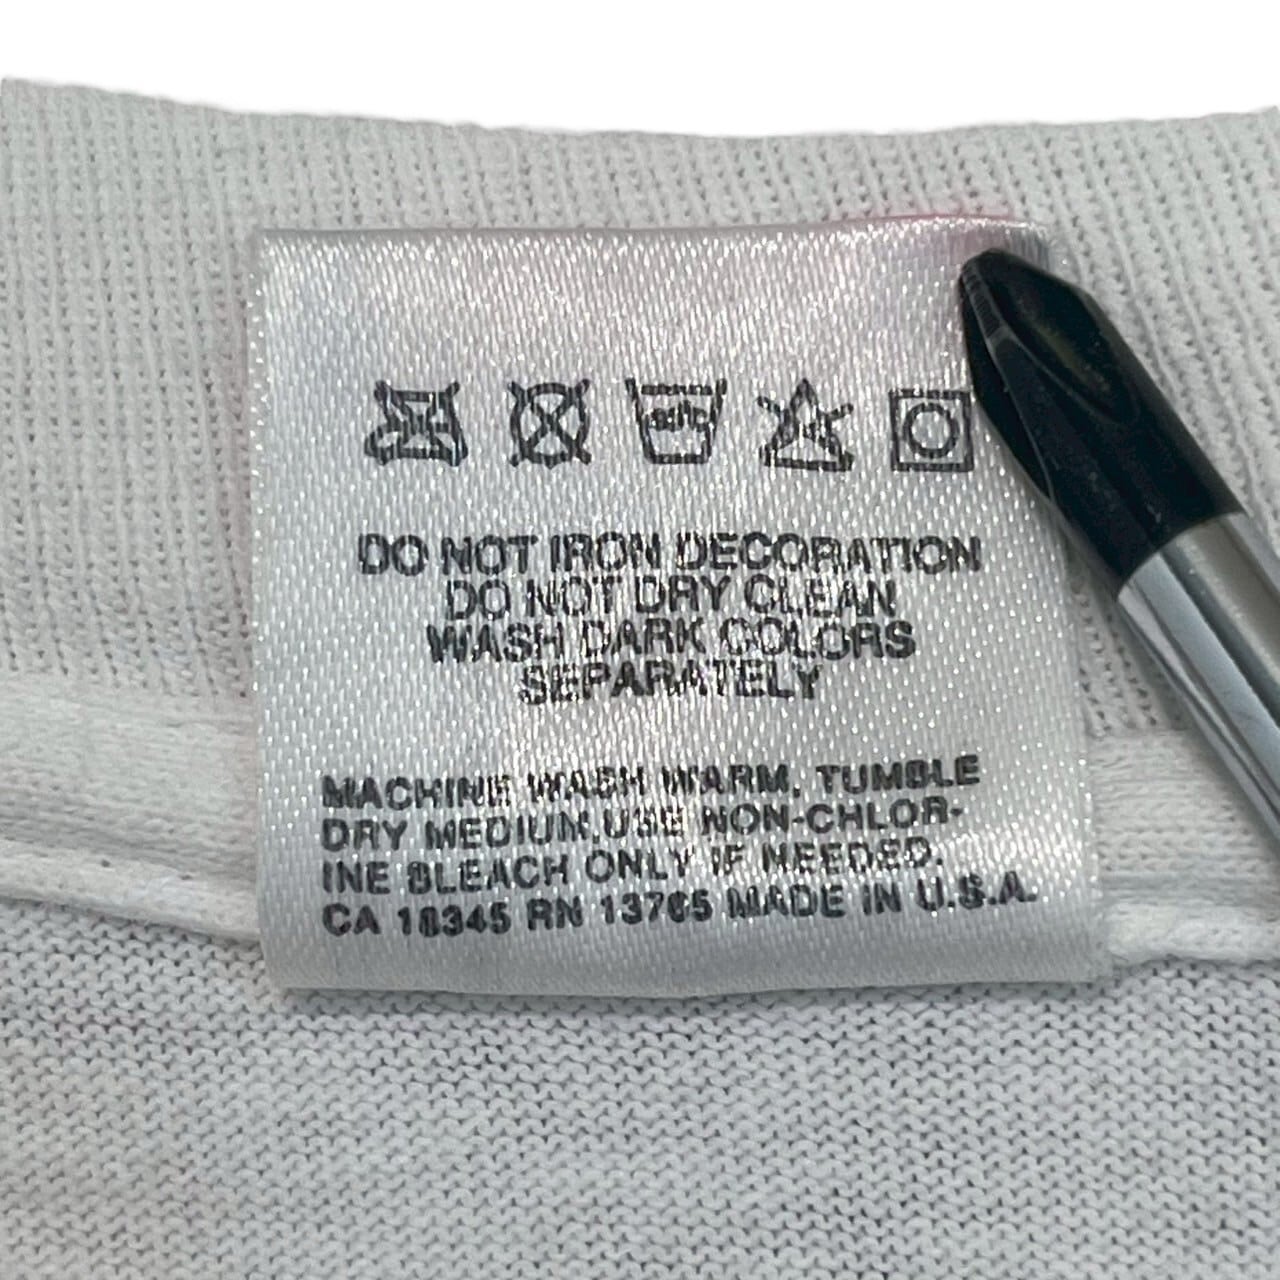 DO NOT IRON DECORATION
DO NOT DRY CLEAN
WASH DARK COLORS
SEPARATELY
MACHINE WASH WARM, TUMBLE
DRY MEDIUM, USE NON-CHLOR-
INE BLEACH ONLY IF NEEDED.
CA 18345 RN 13765 MADE IN U.S.A.